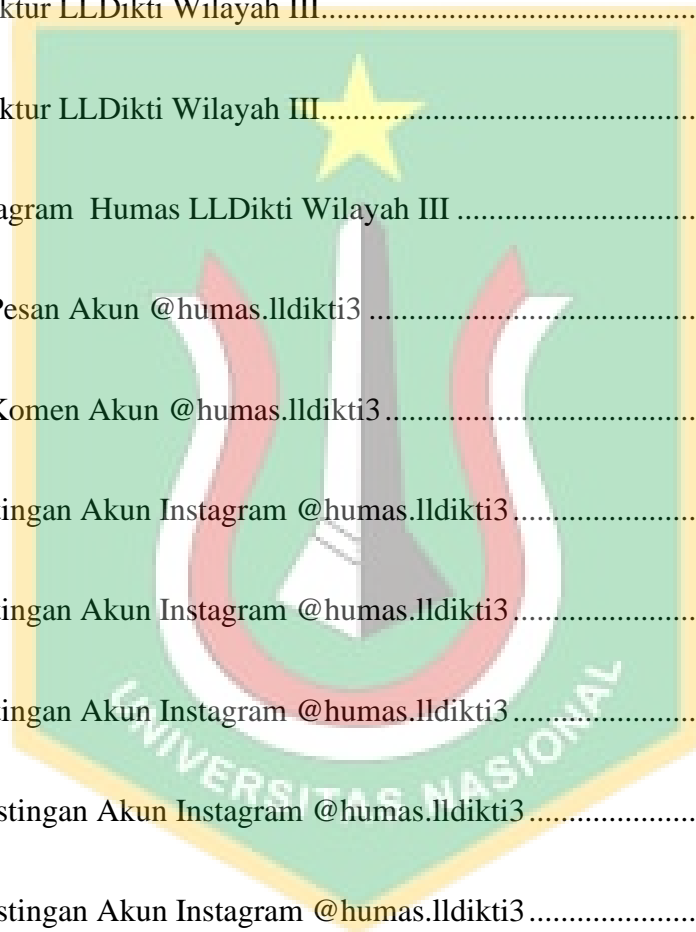 ktur LLDikti Wilayah III............................................
ktur LLDikti Wilayah III............................................
agram  Humas LLDikti Wilayah III ............................
Pesan Akun @humas.lldikti3 ......................................
Komen Akun @humas.lldikti3 ....................................
tingan Akun Instagram @humas.lldikti3 .....................
tingan Akun Instagram @humas.lldikti3 .....................
tingan Akun Instagram @humas.lldikti3 .....................
UNIVERSITAS NASIONAL
stingan Akun Instagram @humas.lldikti3 ...................
stingan Akun Instagram @humas.lldikti3 ...................